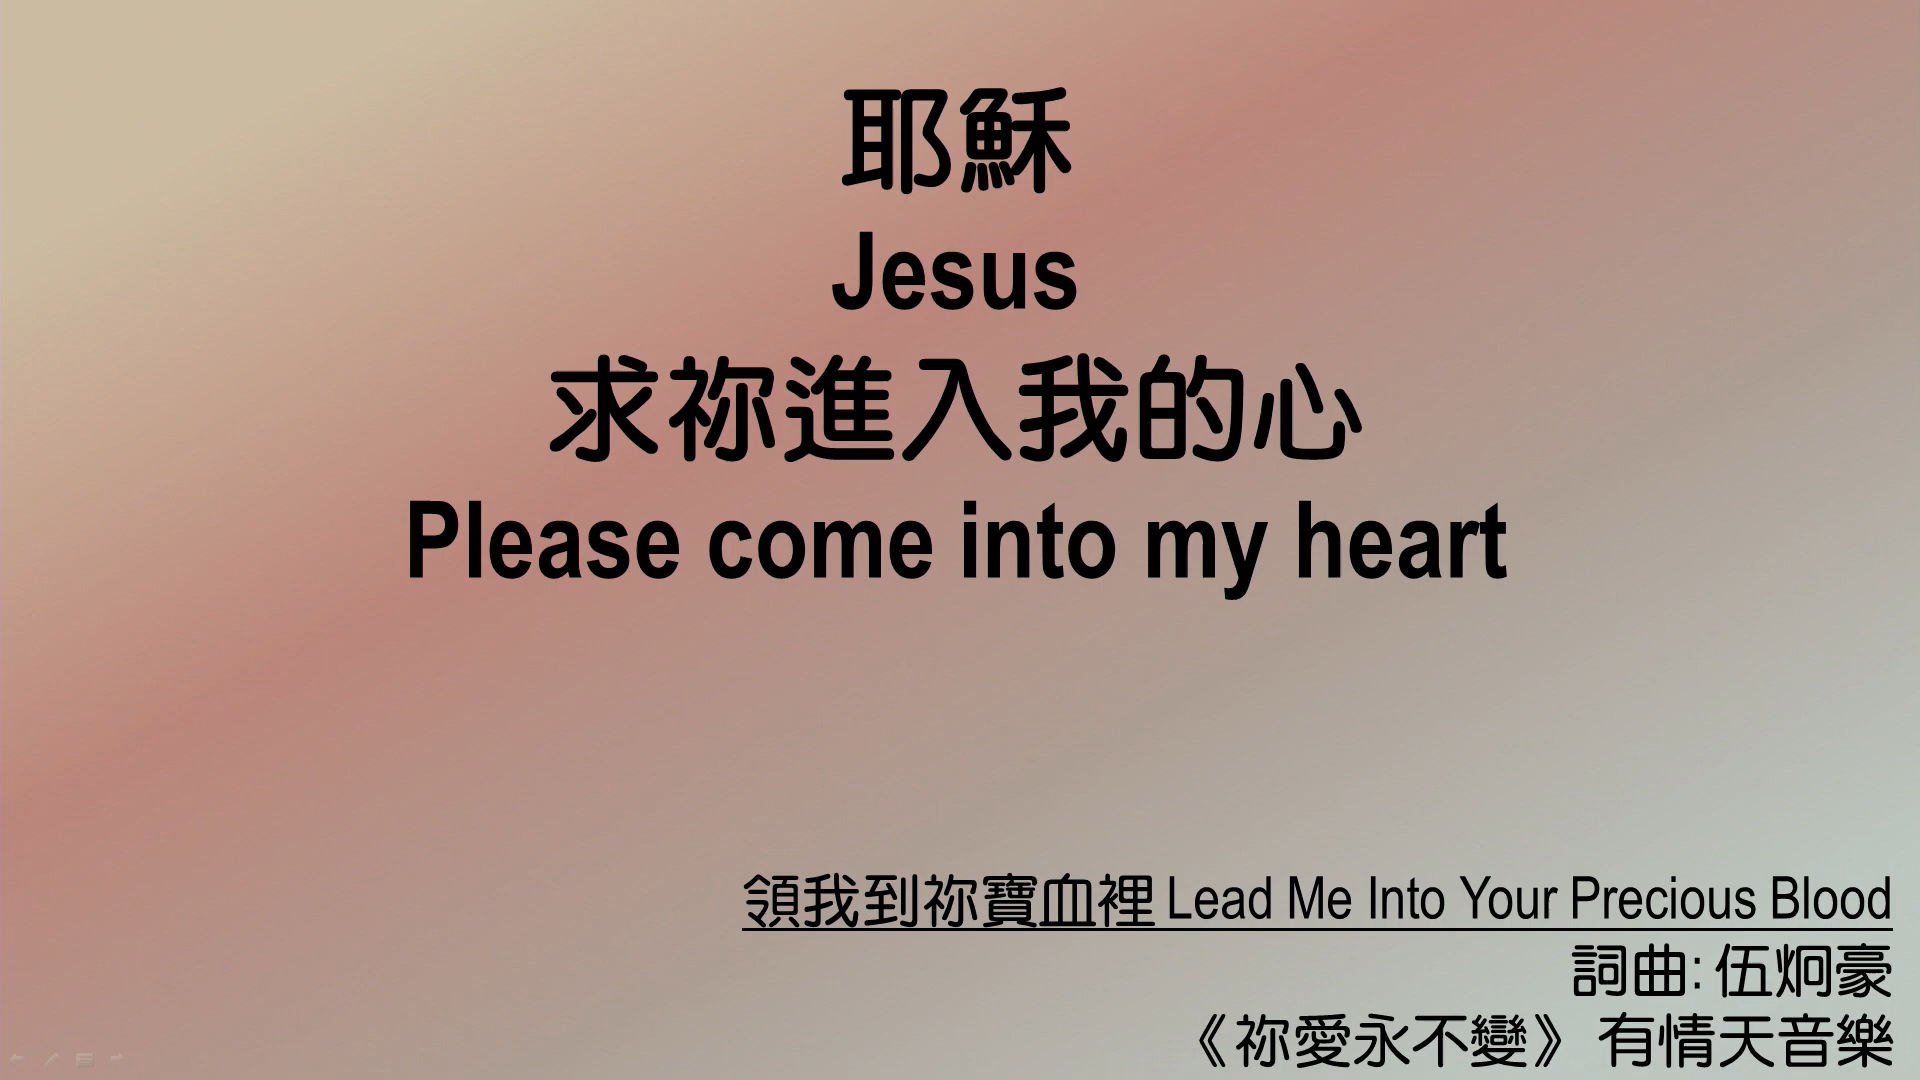 耶穌
Jesus
求祢進入我的心
Please come into my heart
領我到祢寶血裡 Lead Me Into Your Precious Blood
詞曲: 伍炯豪
《祢愛永不變》 有情天音樂